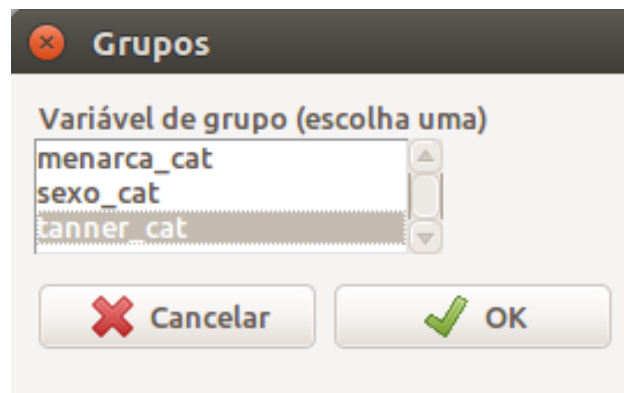 Grupos
Variável de grupo (escolha uma)
menarca_cat
sexo_cat
tanner_cat
Cancelar
OK